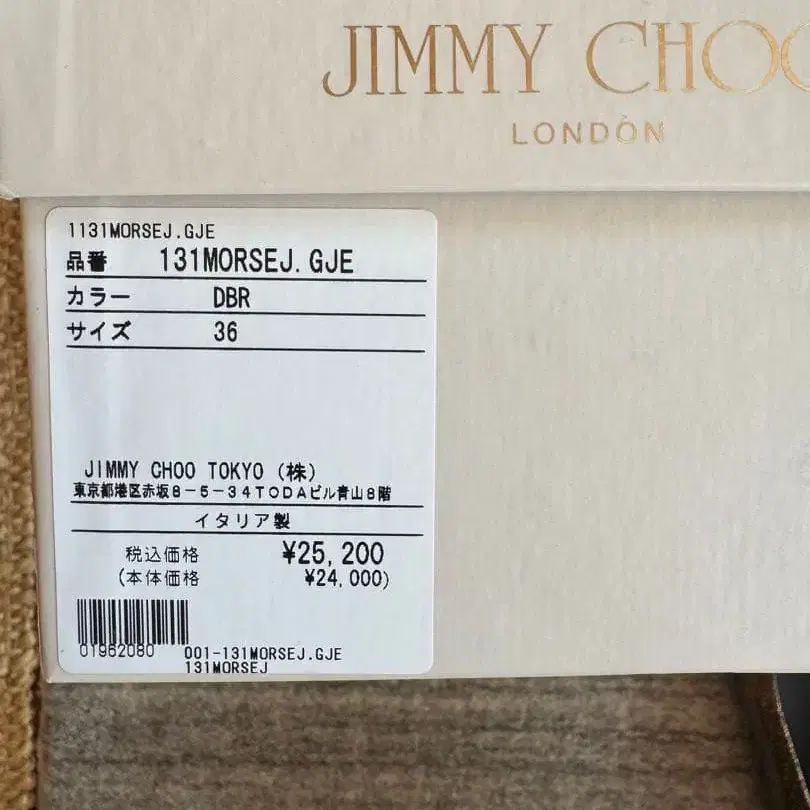 JIMMY CHOO
LONDON
1131MORSEJ.GJE
品番 131MORSEJ.GJE
カラー DBR
サイズ 36
JIMMY CHOO TOKYO (株)
東京都港区赤坂8-5-34TODAビル青山8階
イタリア製
税込価格 ¥25,200
(本体価格 ¥24,000)
01962080 001-131MORSEJ.GJE
131MORSEJ